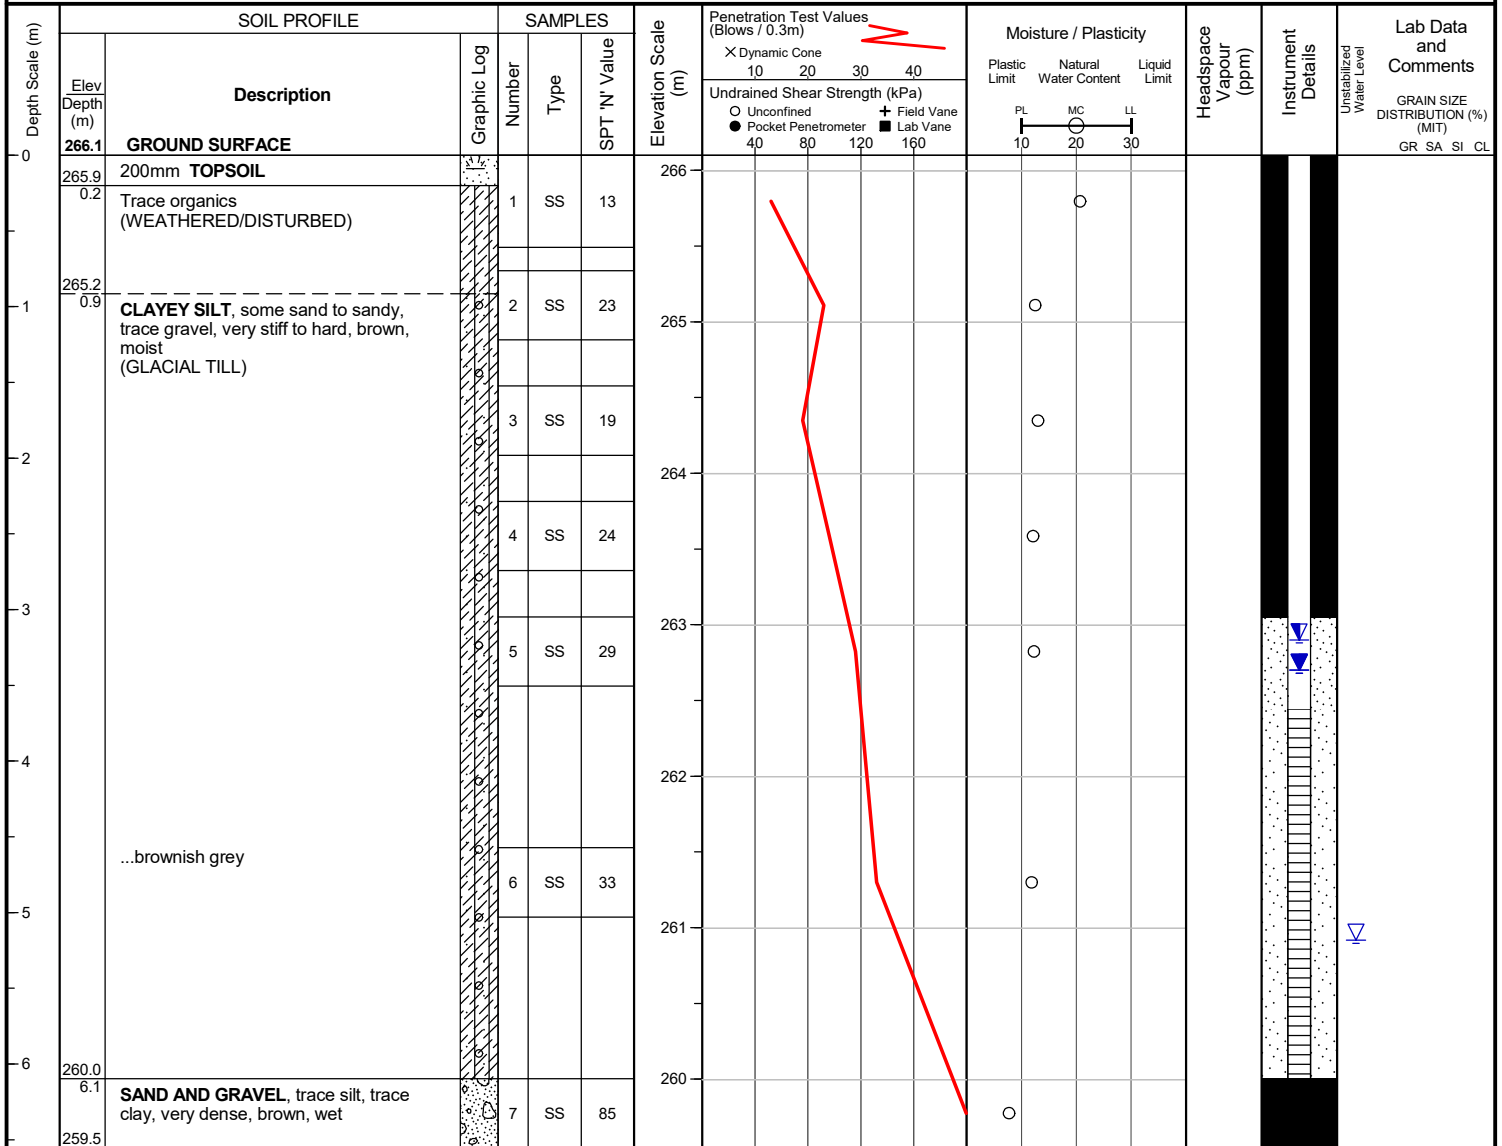 Depth Scale (m)
SOIL PROFILE
Elev
Depth
(m)
Description
Graphic Log
266.1 GROUND SURFACE
SAMPLES
Number
Type
SPT 'N' Value
Elevation Scale
(m)
Penetration Test Values
(Blows / 0.3m)
X Dynamic Cone
10 20 30 40
Undrained Shear Strength (kPa)
Unconfined Field Vane
Pocket Penetrometer Lab Vane
40 80 120 160
Moisture / Plasticity
Plastic Natural Liquid
Limit Water Content Limit
PL MC LL
10 20 30
Headspace
Vapour
(ppm)
Instrument
Details
Unstabilized
Water Level
Lab Data
and
Comments
GRAIN SIZE
DISTRIBUTION (%)
(MIT)
GR SA SI CL
0
265.9 200mm TOPSOIL
266
0.2 Trace organics
(WEATHERED/DISTURBED)
1 SS 13
265.2
0.9 CLAYEY SILT, some sand to sandy,
trace gravel, very stiff to hard, brown,
moist
(GLACIAL TILL)
1
2 SS 23
265
3 SS 19
2
264
4 SS 24
3
263
5 SS 29
4
262
...brownish grey
6 SS 33
5
261
6
260.0
260
6.1 SAND AND GRAVEL, trace silt, trace
clay, very dense, brown, wet
7 SS 85
259.5